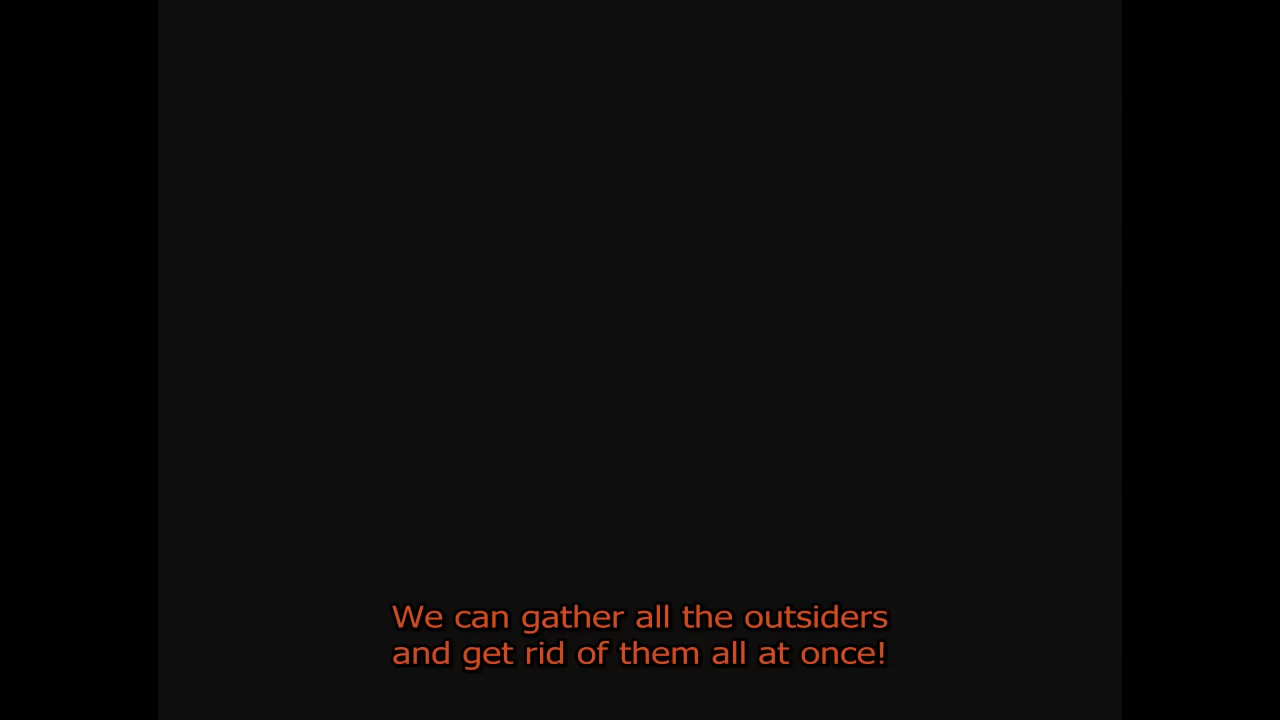 We can gather all the outsiders
and get rid of them all at once!